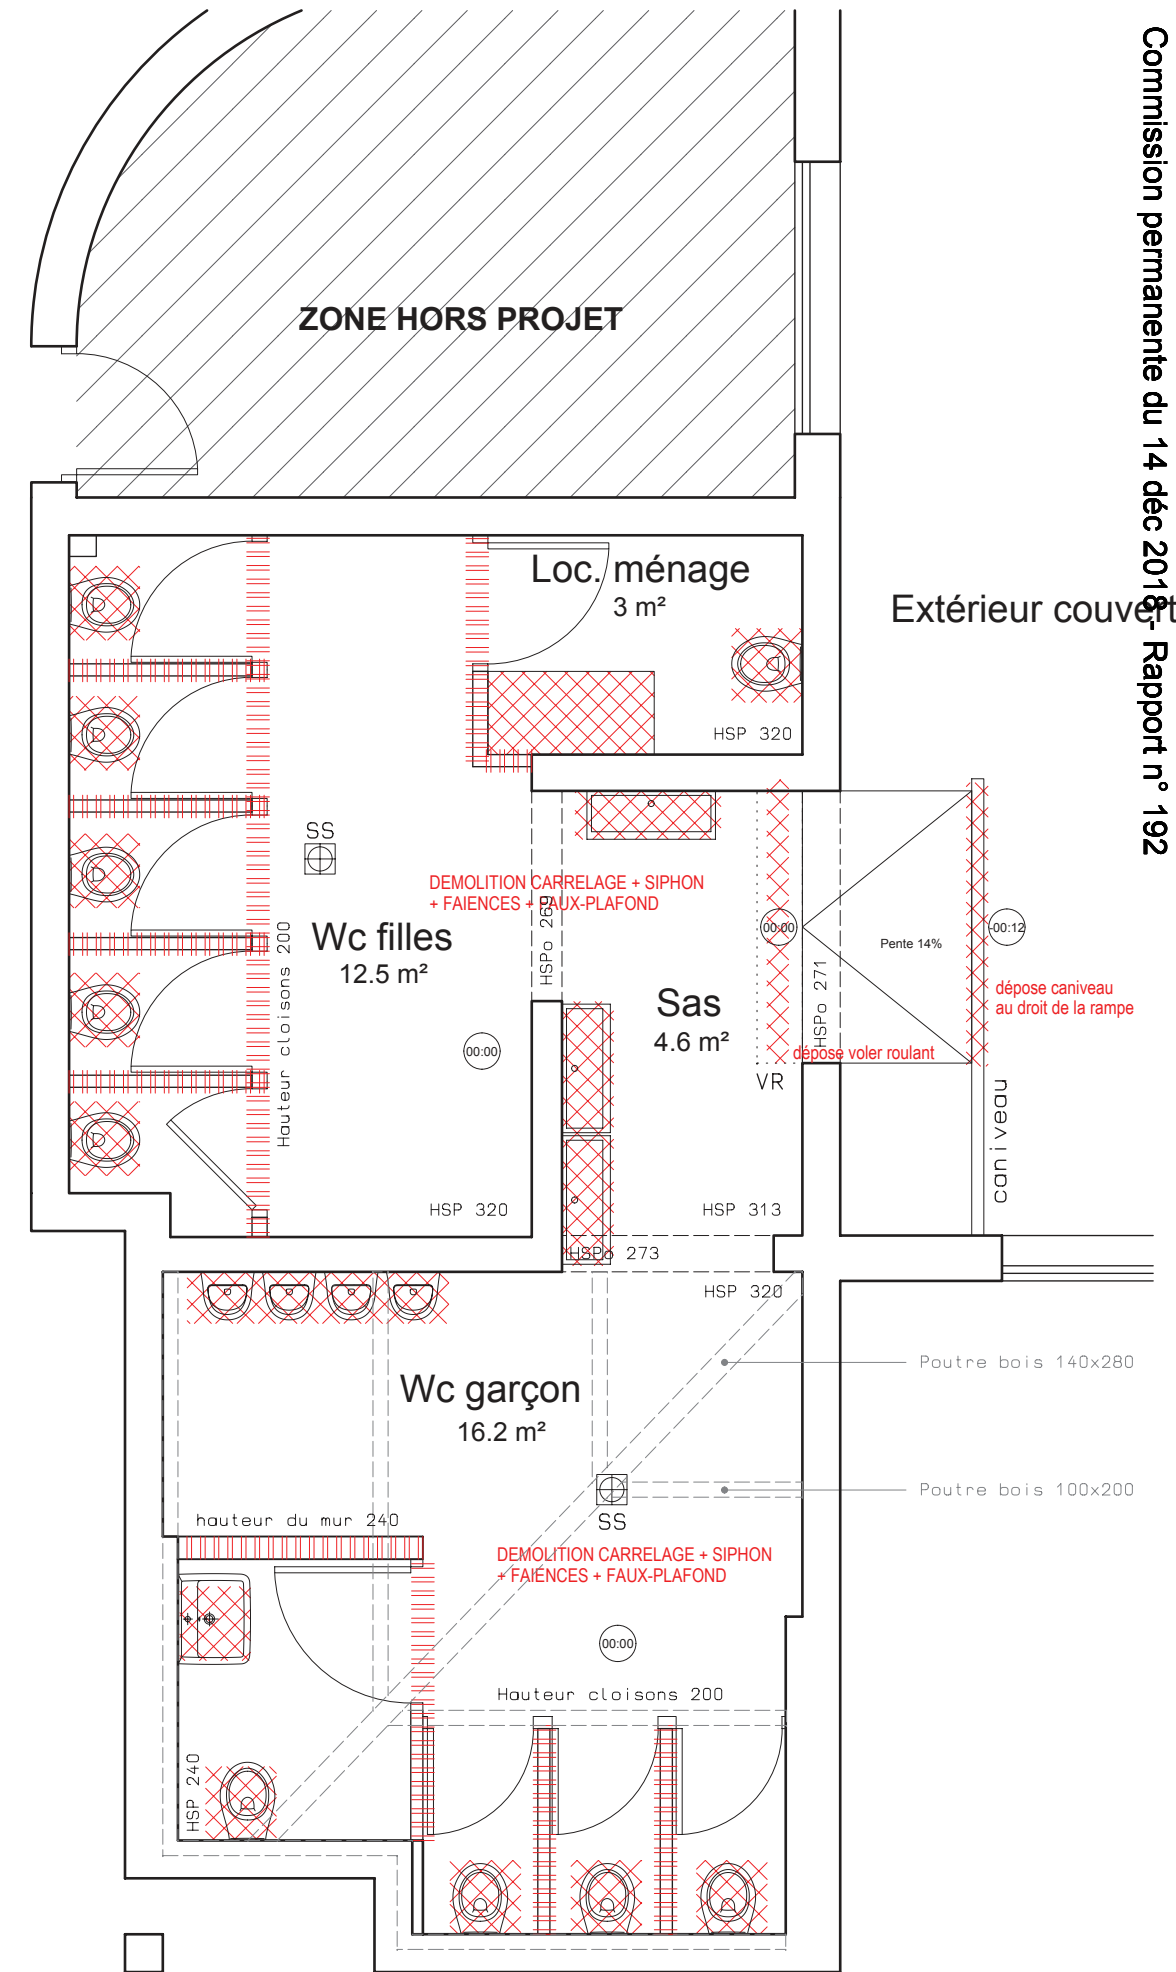 Commission permanente du 14 déc 2018- Rapport n° 192
ZONE HORS PROJET
Loc. ménage
3 m²
Extérieur couvert
HSP 320
SS
DEMOLITION CARRELAGE + SIPHON
+ FAIENCES + FAUX-PLAFOND
HSPo 269
Wc filles
12.5 m²
Hauteur cloisons 200
00:00
HSP 320
Sas
4.6 m²
00:00
HSPo 271
Pente 14%
-00:12
dépose caniveau
au droit de la rampe
dépose voler roulant
VR
caniveau
HSP 313
HSPo 273
HSP 320
Poutre bois 140x280
Wc garçon
16.2 m²
Poutre bois 100x200
SS
hauteur du mur 240
DEMOLITION CARRELAGE + SIPHON
+ FAIENCES + FAUX-PLAFOND
00:00
Hauteur cloisons 200
HSP 240